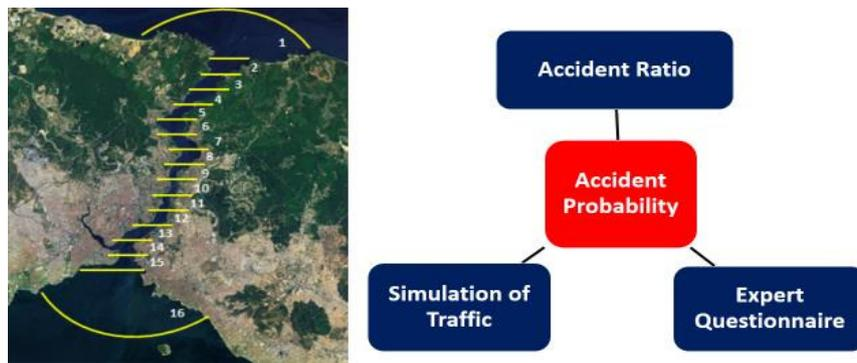 1
2
3
4
5
6
7
8
9
10
11
12
13
14
15
16
Accident Ratio
Accident
Probability
Simulation of
Traffic
Expert
Questionnaire